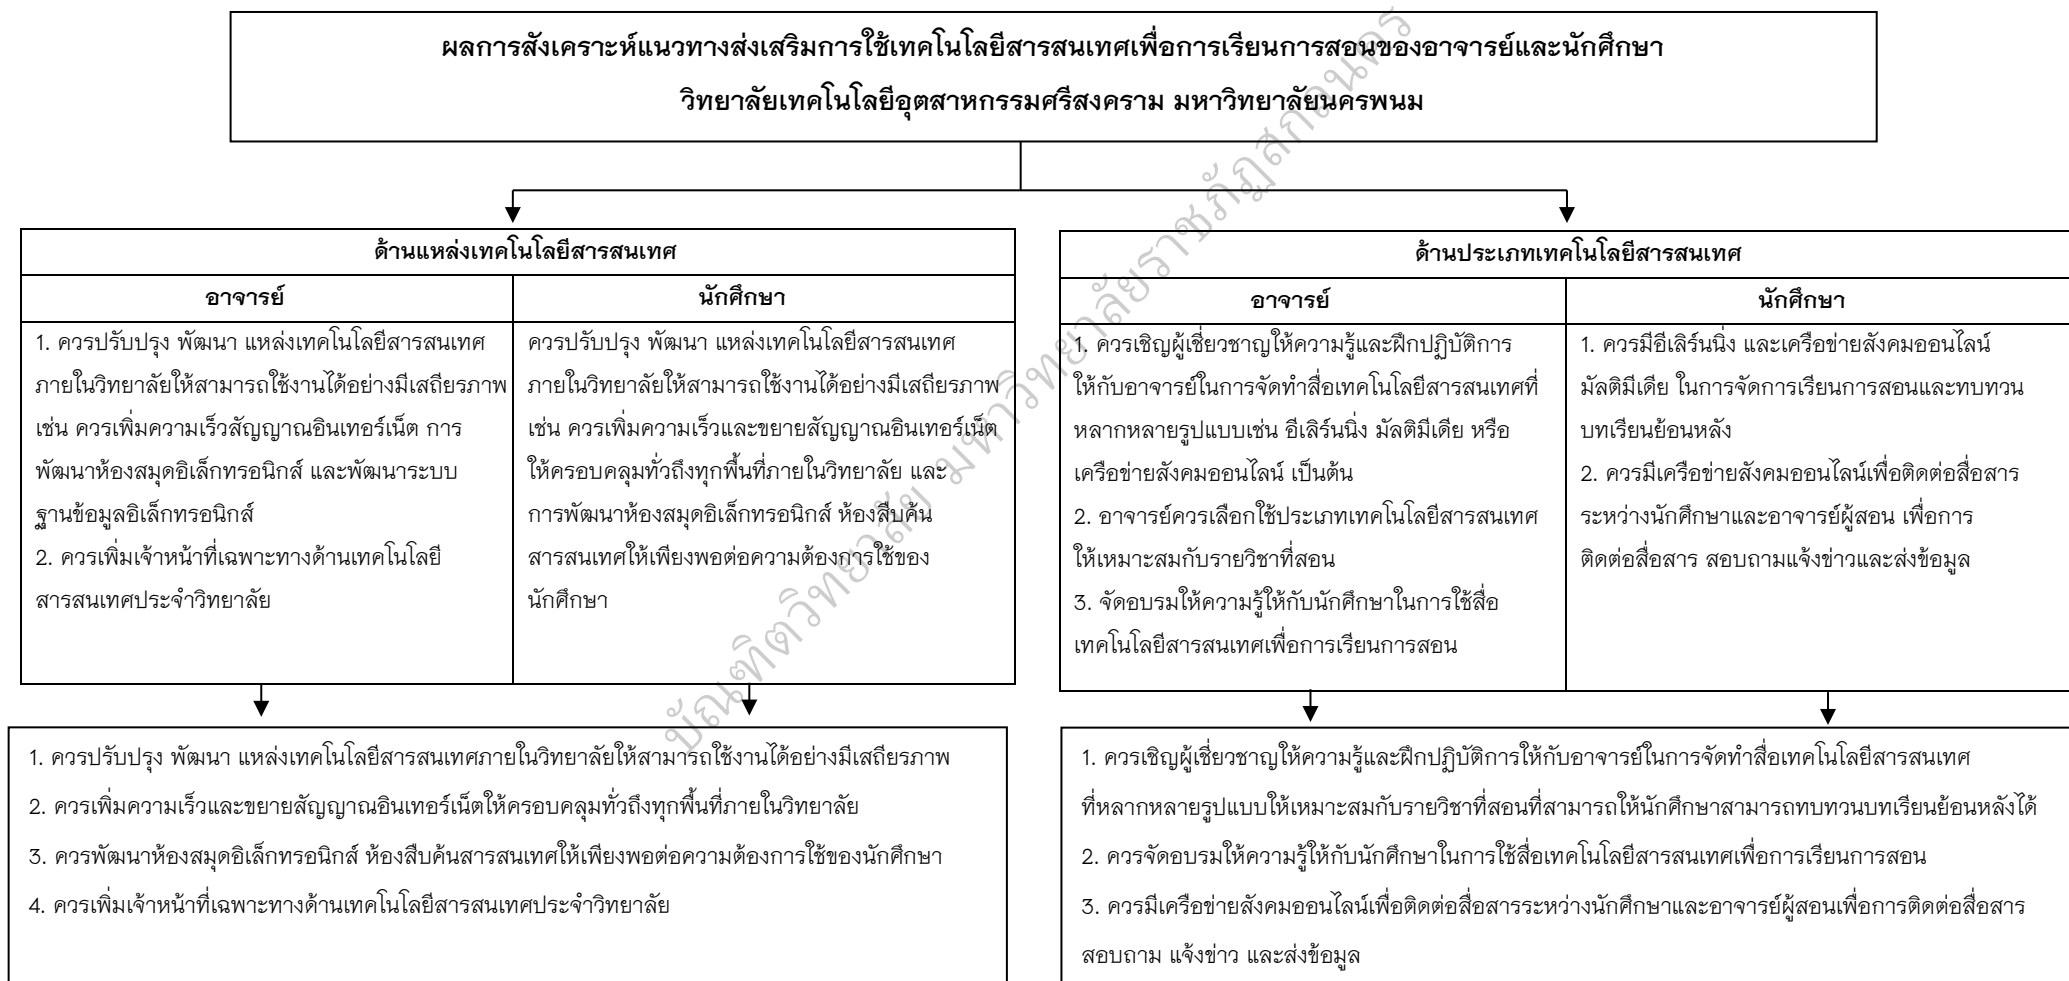 ผลการสังเคราะห์แนวทางส่งเสริมการใช้เทคโนโลยีสารสนเทศเพื่อการเรียนการสอนของอาจารย์และนักศึกษา
วิทยาลัยเทคโนโลยีอุตสาหกรรมศรีสงคราม มหาวิทยาลัยนครพนม
ด้านแหล่งเทคโนโลยีสารสนเทศ
อาจารย์
1. ควรปรับปรุง พัฒนา แหล่งเทคโนโลยีสารสนเทศ
ภายในวิทยาลัยให้สามารถใช้งานได้อย่างมีเสถียรภาพ
เช่น ควรเพิ่มความเร็วสัญญาณอินเทอร์เน็ต การ
พัฒนาห้องสมุดอิเล็กทรอนิกส์ และพัฒนาระบบ
ฐานข้อมูลอิเล็กทรอนิกส์
2. ควรเพิ่มเจ้าหน้าที่เฉพาะทางด้านเทคโนโลยี
สารสนเทศประจำวิทยาลัย
นักศึกษา
ควรปรับปรุง พัฒนา แหล่งเทคโนโลยีสารสนเทศ
ภายในวิทยาลัยให้สามารถใช้งานได้อย่างมีเสถียรภาพ
เช่น ควรเพิ่มความเร็วและขยายสัญญาณอินเทอร์เน็ต
ให้ครอบคลุมทั่วถึงทุกพื้นที่ภายในวิทยาลัย และ
การพัฒนาห้องสมุดอิเล็กทรอนิกส์ ห้องสืบค้น
สารสนเทศให้เพียงพอต่อความต้องการใช้ของ
นักศึกษา
ด้านประเภทเทคโนโลยีสารสนเทศ
อาจารย์
1. ควรเชิญผู้เชี่ยวชาญให้ความรู้และฝึกปฏิบัติการ
ให้กับอาจารย์ในการจัดทำสื่อเทคโนโลยีสารสนเทศที่
หลากหลายรูปแบบเช่น อีเลิร์นนิ่ง มัลติมีเดีย หรือ
เครือข่ายสังคมออนไลน์ เป็นต้น
2. อาจารย์ควรเลือกใช้ประเภทเทคโนโลยีสารสนเทศ
ให้เหมาะสมกับรายวิชาที่สอน
3. จัดอบรมให้ความรู้ให้กับนักศึกษาในการใช้สื่อ
เทคโนโลยีสารสนเทศเพื่อการเรียนการสอน
นักศึกษา
1. ควรมีอีเลิร์นนิ่ง และเครือข่ายสังคมออนไลน์
มัลติมีเดีย ในการจัดการเรียนการสอนและทบทวน
บทเรียนย้อนหลัง
2. ควรมีเครือข่ายสังคมออนไลน์เพื่อติดต่อสื่อสาร
ระหว่างนักศึกษาและอาจารย์ผู้สอน เพื่อการ
ติดต่อสื่อสาร สอบถามแจ้งข่าวและส่งข้อมูล
1. ควรปรับปรุง พัฒนา แหล่งเทคโนโลยีสารสนเทศภายในวิทยาลัยให้สามารถใช้งานได้อย่างมีเสถียรภาพ
2. ควรเพิ่มความเร็วและขยายสัญญาณอินเทอร์เน็ตให้ครอบคลุมทั่วถึงทุกพื้นที่ภายในวิทยาลัย
3. ควรพัฒนาห้องสมุดอิเล็กทรอนิกส์ ห้องสืบค้นสารสนเทศให้เพียงพอต่อความต้องการใช้ของนักศึกษา
4. ควรเพิ่มเจ้าหน้าที่เฉพาะทางด้านเทคโนโลยีสารสนเทศประจำวิทยาลัย
1. ควรเชิญผู้เชี่ยวชาญให้ความรู้และฝึกปฏิบัติการให้กับอาจารย์ในการจัดทำสื่อเทคโนโลยีสารสนเทศ
ที่หลากหลายรูปแบบให้เหมาะสมกับรายวิชาที่สอนที่สามารถให้นักศึกษาสามารถทบทวนบทเรียนย้อนหลังได้
2. ควรจัดอบรมให้ความรู้ให้กับนักศึกษาในการใช้สื่อเทคโนโลยีสารสนเทศเพื่อการเรียนการสอน
3. ควรมีเครือข่ายสังคมออนไลน์เพื่อติดต่อสื่อสารระหว่างนักศึกษาและอาจารย์ผู้สอนเพื่อการติดต่อสื่อสาร
สอบถาม แจ้งข่าว และส่งข้อมูล
บัณฑิตวิทยาลัย มหาวิทยาลัยราชภัฏสกลนคร